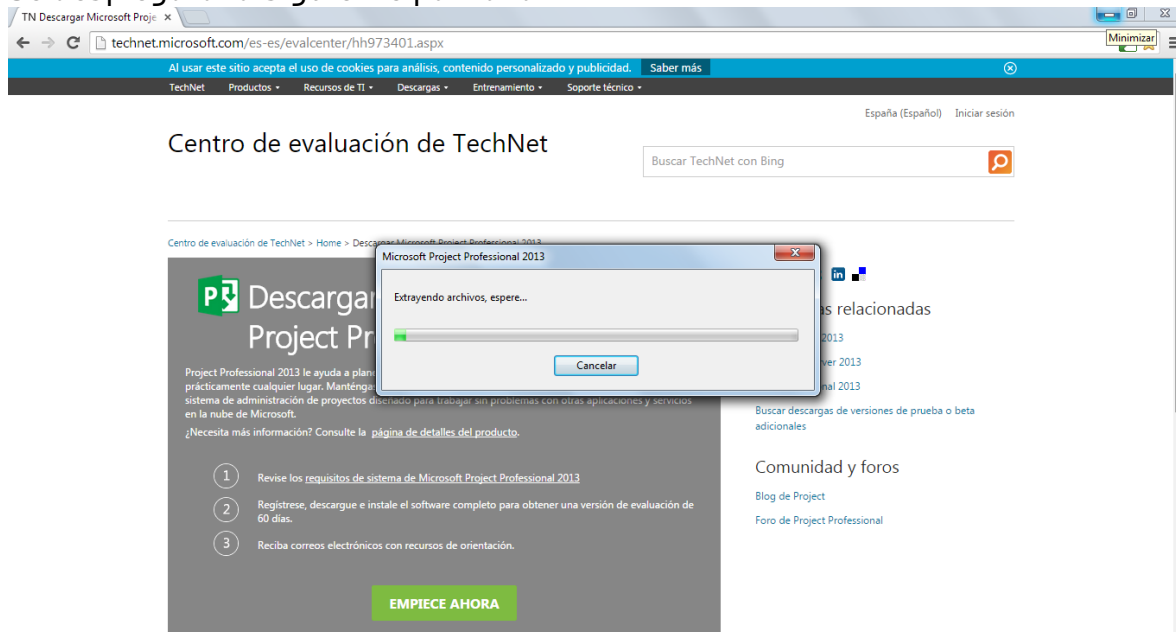 TN Descargar Microsoft Proje
technet.microsoft.com/es-es/evalcenter/hh973401.aspx
Minimizar
Al usar este sitio acepta el uso de cookies para análisis, contenido personalizado y publicidad. Saber más
TechNet Productos Recursos de TI Descargas Entrenamiento Soporte técnico
España (Español) Iniciar sesión
Centro de evaluación de TechNet
Buscar TechNet con Bing
Centro de evaluación de TechNet > Home > Descargar Microsoft Project Professional 2013
Microsoft Project Professional 2013
Extrayendo archivos, espere...
Cancelar
Descargar
Project Pr
Project Professional 2013 le ayuda a plane
prácticamente cualquier lugar. Manténga
sistema de administración de proyectos diseñado para trabajar sin problemas con otras aplicaciones y servicios
en la nube de Microsoft.
¿Necesita más información? Consulte la página de detalles del producto.
1 Revise los requisitos de sistema de Microsoft Project Professional 2013
2 Regístrese, descargue e instale el software completo para obtener una versión de evaluación de
60 días.
3 Reciba correos electrónicos con recursos de orientación.
EMPIECE AHORA
in
as relacionadas
2013
ver 2013
nal 2013
Buscar descargas de versiones de prueba o beta
adicionales
Comunidad y foros
Blog de Project
Foro de Project Professional